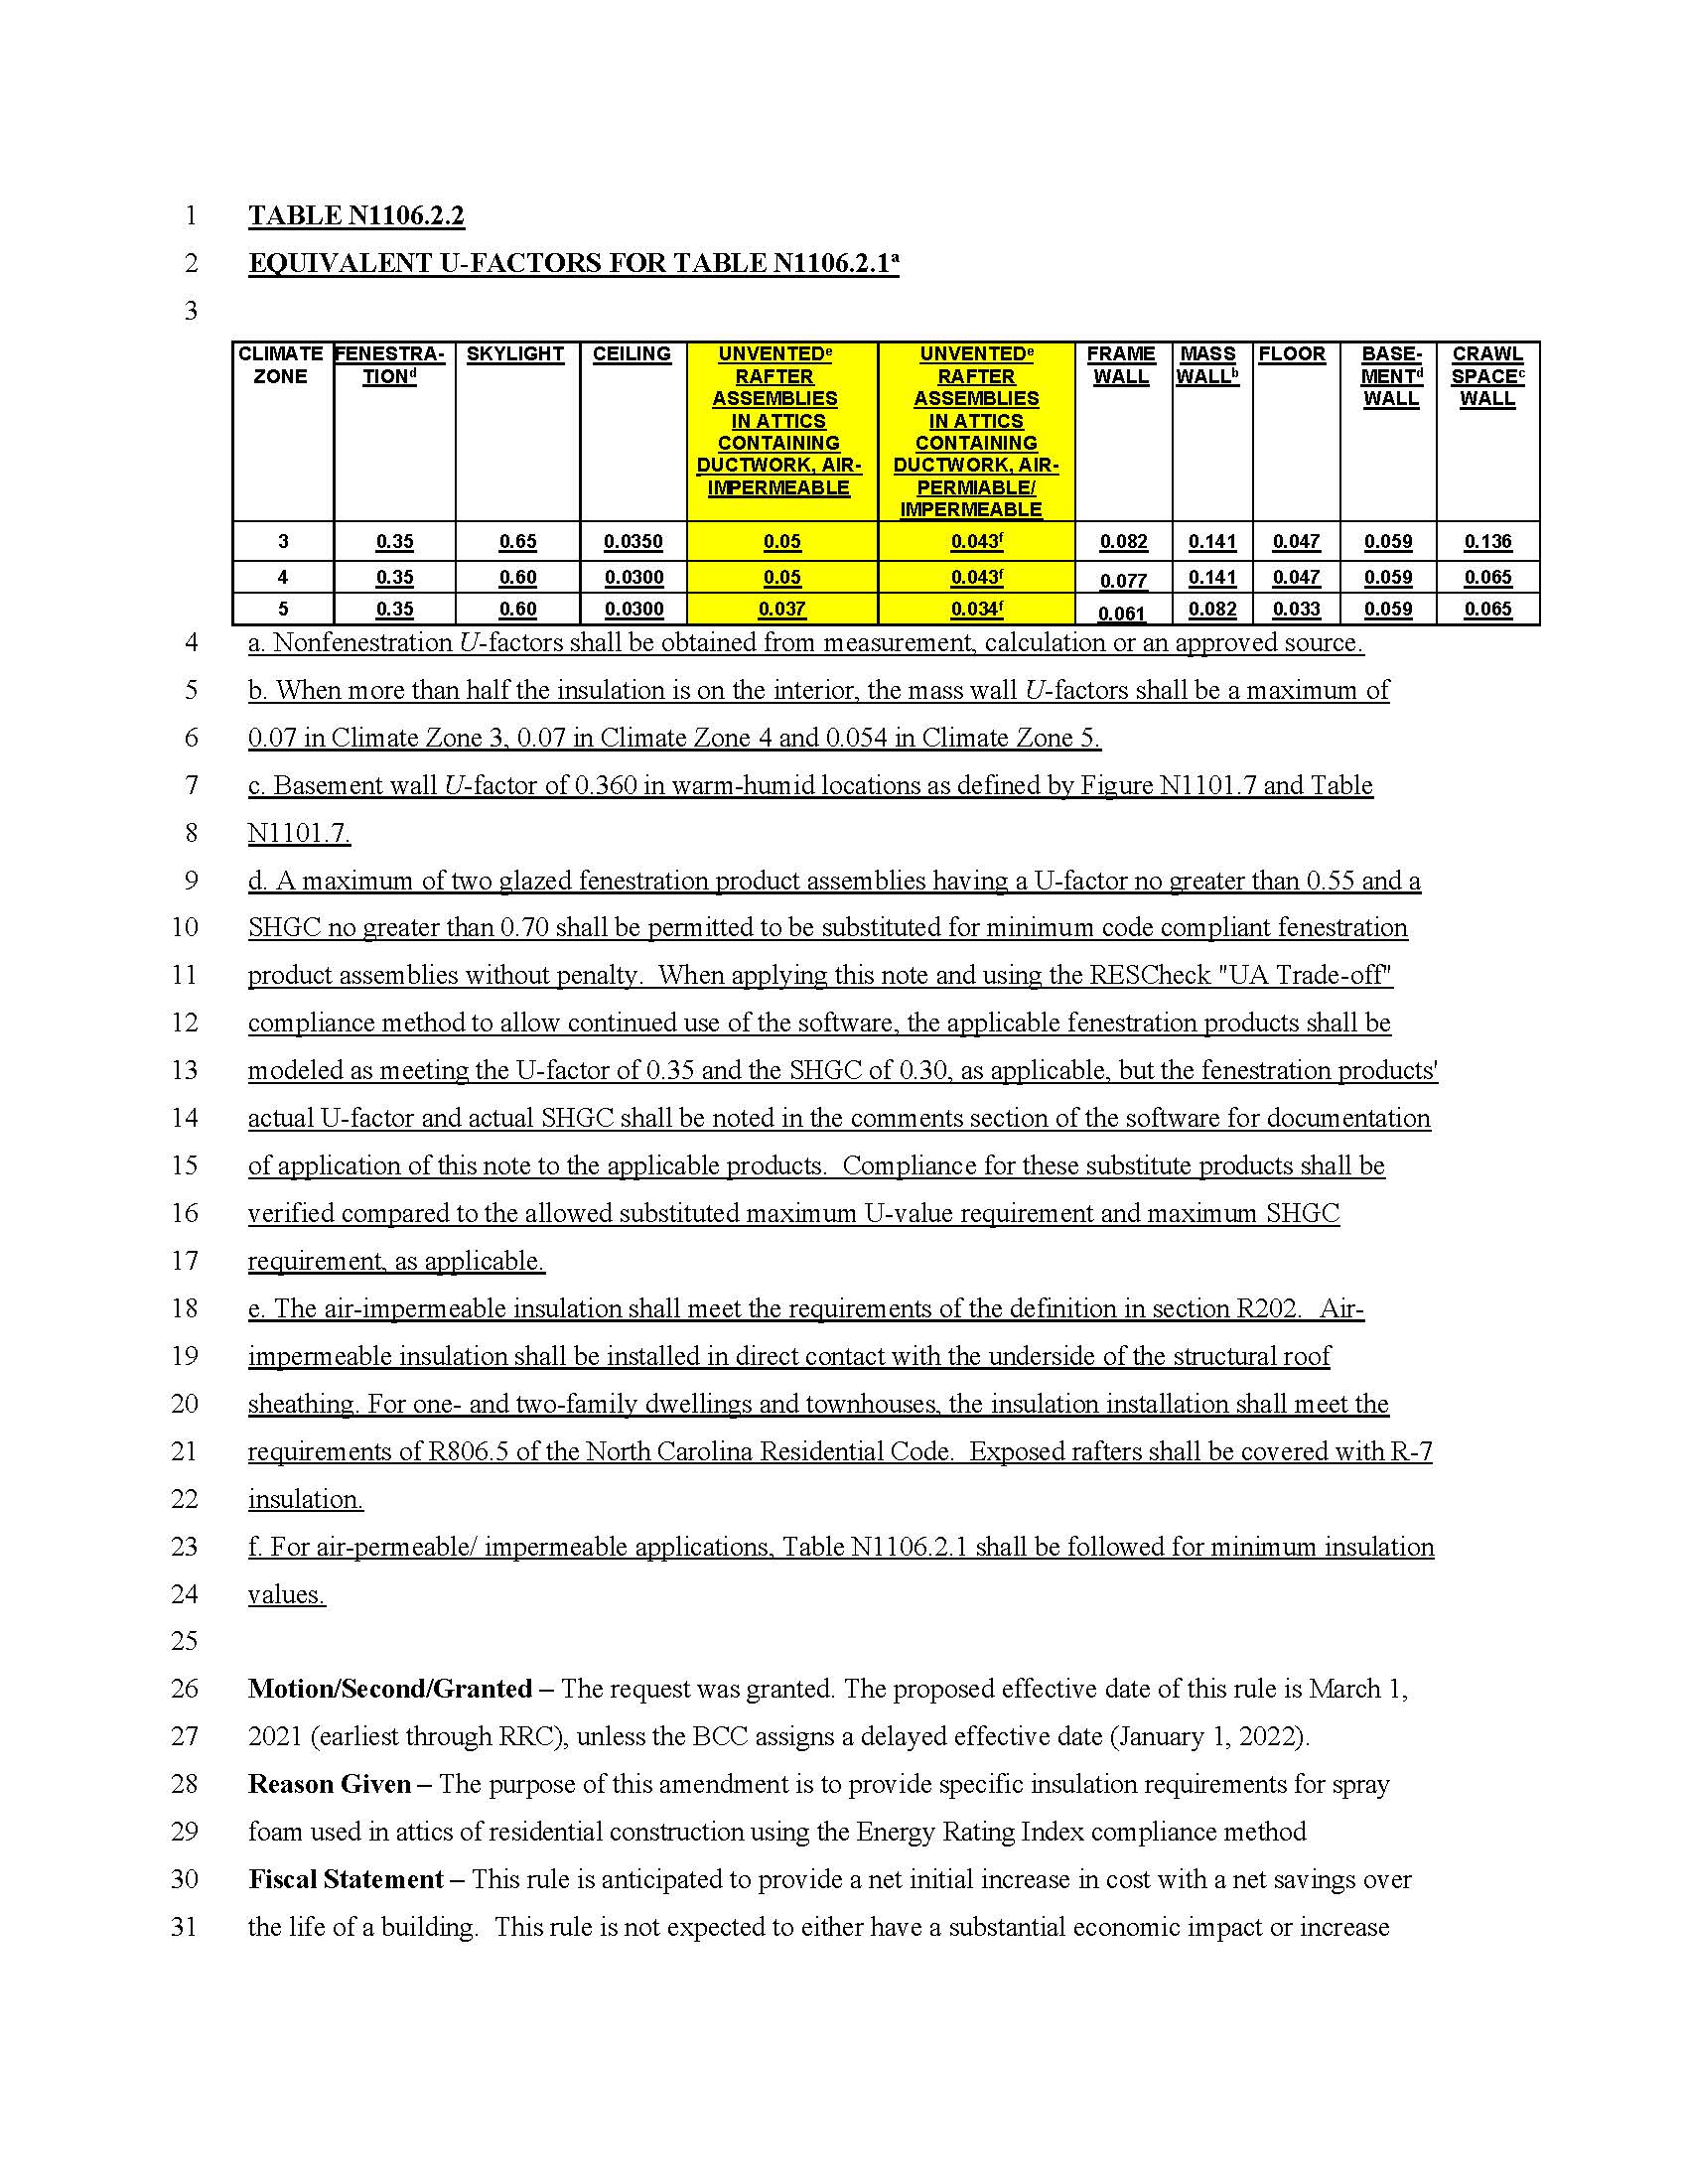 1 TABLE N1106.2.2
2 EQUIVALENT U-FACTORS FOR TABLE N1106.2.1ᵃ
3
CLIMATE ZONE | FENESTRA-TIONᵈ | SKYLIGHT | CEILING | UNVENTEDᵉ RAFTER ASSEMBLIES IN ATTICS CONTAINING DUCTWORK, AIR-IMPERMEABLE | UNVENTEDᵉ RAFTER ASSEMBLIES IN ATTICS CONTAINING DUCTWORK, AIR-PERMIABLE/ IMPERMEABLE | FRAME WALL | MASS WALLᵇ | FLOOR | BASE-MENTᵈ WALL | CRAWL SPACEᶜ WALL
3 | 0.35 | 0.65 | 0.0350 | 0.05 | 0.043ᶠ | 0.082 | 0.141 | 0.047 | 0.059 | 0.136
4 | 0.35 | 0.60 | 0.0300 | 0.05 | 0.043ᶠ | 0.077 | 0.141 | 0.047 | 0.059 | 0.065
5 | 0.35 | 0.60 | 0.0300 | 0.037 | 0.034ᶠ | 0.061 | 0.082 | 0.033 | 0.059 | 0.065
4 a. Nonfenestration U-factors shall be obtained from measurement, calculation or an approved source.
5 b. When more than half the insulation is on the interior, the mass wall U-factors shall be a maximum of
6 0.07 in Climate Zone 3, 0.07 in Climate Zone 4 and 0.054 in Climate Zone 5.
7 c. Basement wall U-factor of 0.360 in warm-humid locations as defined by Figure N1101.7 and Table
8 N1101.7.
9 d. A maximum of two glazed fenestration product assemblies having a U-factor no greater than 0.55 and a
10 SHGC no greater than 0.70 shall be permitted to be substituted for minimum code compliant fenestration
11 product assemblies without penalty.  When applying this note and using the RESCheck "UA Trade-off"
12 compliance method to allow continued use of the software, the applicable fenestration products shall be
13 modeled as meeting the U-factor of 0.35 and the SHGC of 0.30, as applicable, but the fenestration products'
14 actual U-factor and actual SHGC shall be noted in the comments section of the software for documentation
15 of application of this note to the applicable products.  Compliance for these substitute products shall be
16 verified compared to the allowed substituted maximum U-value requirement and maximum SHGC
17 requirement, as applicable.
18 e. The air-impermeable insulation shall meet the requirements of the definition in section R202.  Air-
19 impermeable insulation shall be installed in direct contact with the underside of the structural roof
20 sheathing. For one- and two-family dwellings and townhouses, the insulation installation shall meet the
21 requirements of R806.5 of the North Carolina Residential Code.  Exposed rafters shall be covered with R-7
22 insulation.
23 f. For air-permeable/ impermeable applications, Table N1106.2.1 shall be followed for minimum insulation
24 values.
25
26 Motion/Second/Granted – The request was granted. The proposed effective date of this rule is March 1,
27 2021 (earliest through RRC), unless the BCC assigns a delayed effective date (January 1, 2022).
28 Reason Given – The purpose of this amendment is to provide specific insulation requirements for spray
29 foam used in attics of residential construction using the Energy Rating Index compliance method
30 Fiscal Statement – This rule is anticipated to provide a net initial increase in cost with a net savings over
31 the life of a building.  This rule is not expected to either have a substantial economic impact or increase